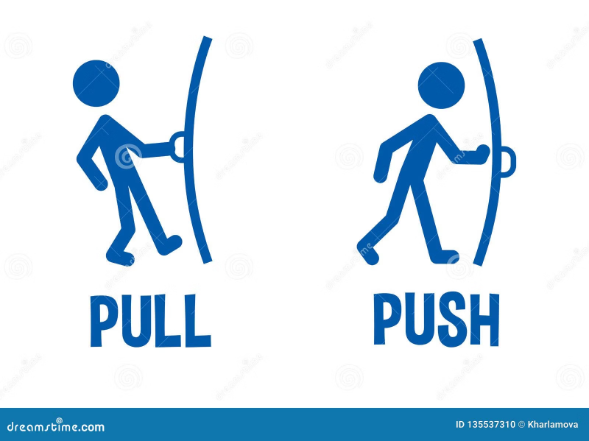 PULL
PUSH
dreamstime.com
ID 135537310 © Kharlamova